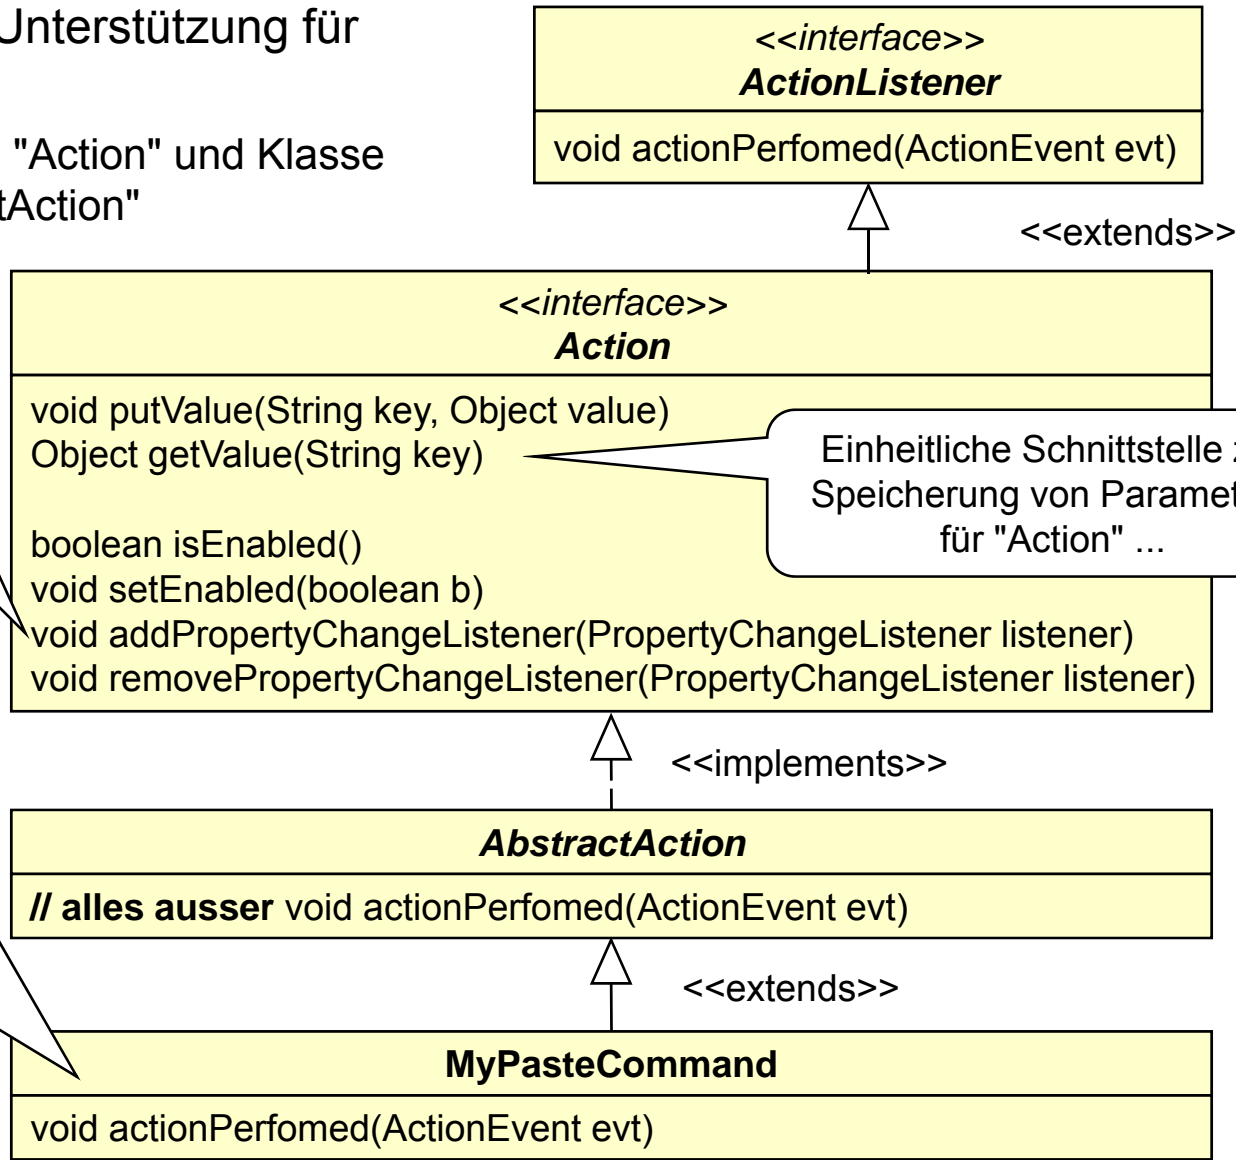 Unterstützung für
"Action" und Klasse
tAction"
<<interface>>
ActionListener
void actionPerfomed(ActionEvent evt)
<<extends>>
<<interface>>
Action
void putValue(String key, Object value)
Object getValue(String key)
boolean isEnabled()
void setEnabled(boolean b)
void addPropertyChangeListener(PropertyChangeListener listener)
void removePropertyChangeListener(PropertyChangeListener listener)
Einheitliche Schnittstelle
Speicherung von Paramet
für "Action" ...
<<implements>>
AbstractAction
// alles ausser void actionPerfomed(ActionEvent evt)
<<extends>>
MyPasteCommand
void actionPerfomed(ActionEvent evt)